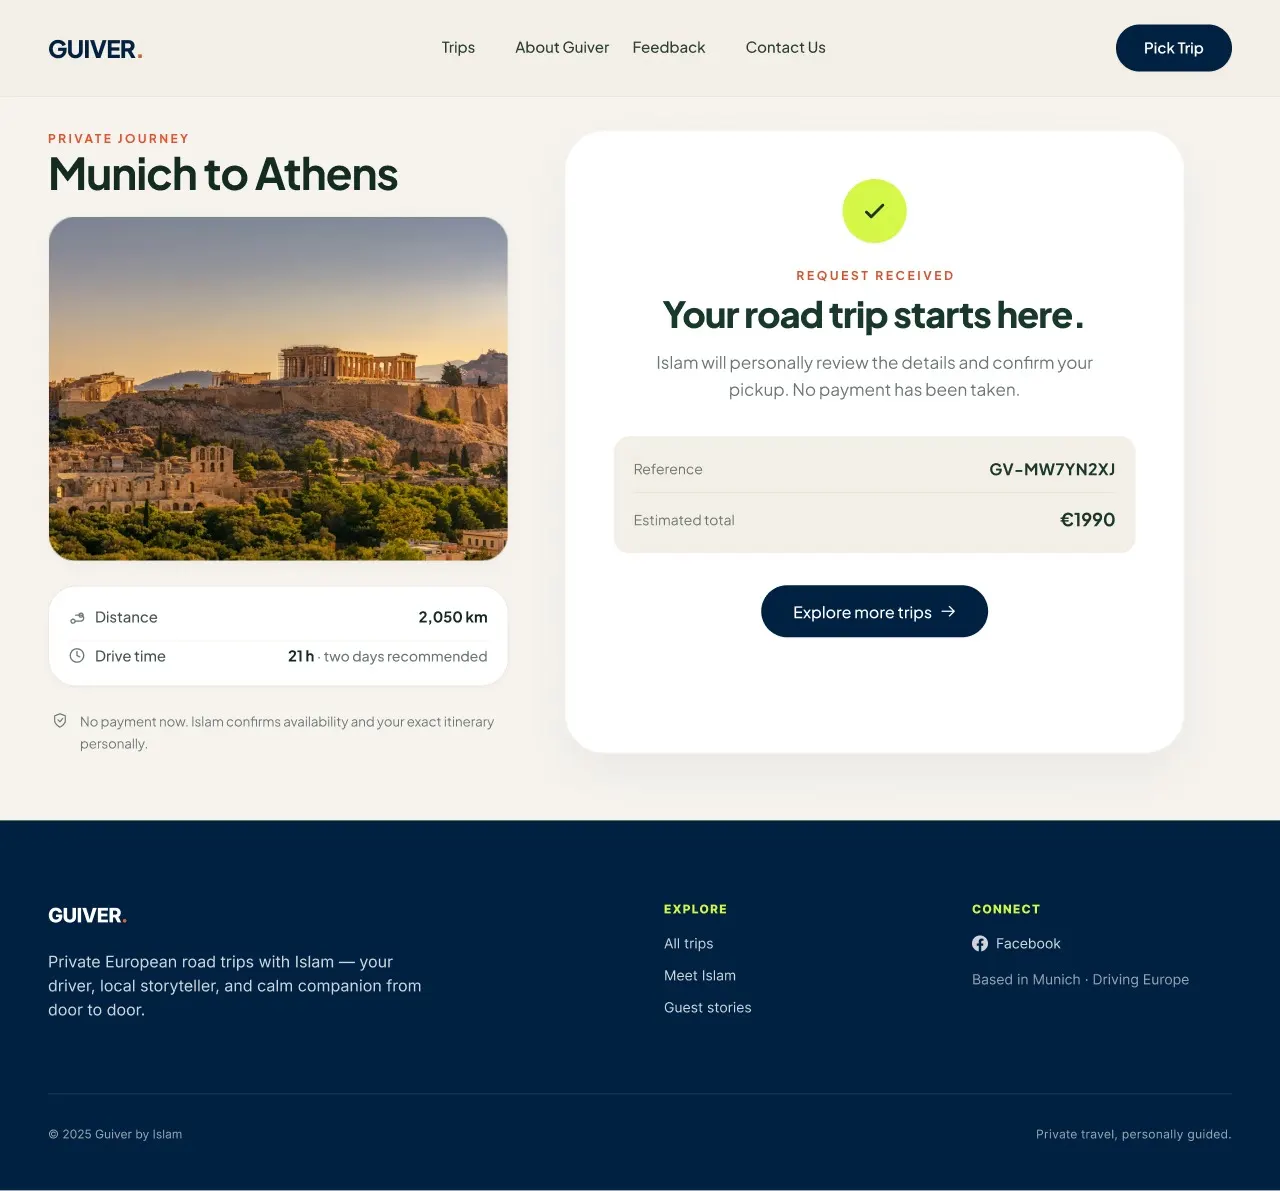 GUIVER.
Trips
About Guiver
Feedback
Contact Us
Pick Trip
PRIVATE JOURNEY
Munich to Athens
Distance
2,050 km
Drive time
21 h · two days recommended
No payment now. Islam confirms availability and your exact itinerary
personally.
REQUEST RECEIVED
Your road trip starts here.
Islam will personally review the details and confirm your
pickup. No payment has been taken.
Reference
GV-MW7YN2XJ
Estimated total
€1990
Explore more trips →
GUIVER.
Private European road trips with Islam — your
driver, local storyteller, and calm companion from
door to door.
EXPLORE
All trips
Meet Islam
Guest stories
CONNECT
Facebook
Based in Munich · Driving Europe
© 2025 Guiver by Islam
Private travel, personally guided.